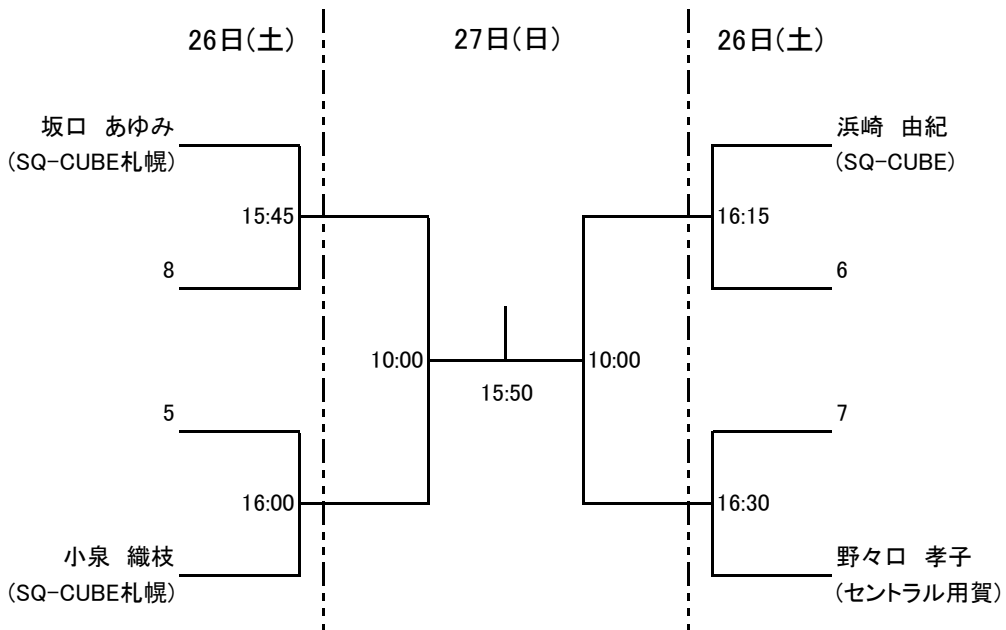 26日(土)
27日(日)
26日(土)
坂口　あゆみ
(SQ-CUBE札幌)
浜崎　由紀
(SQ-CUBE)
15:45
16:15
8
6
10:00
10:00
15:50
5
7
16:00
16:30
小泉　織枝
(SQ-CUBE札幌)
野々口　孝子
(セントラル用賀)